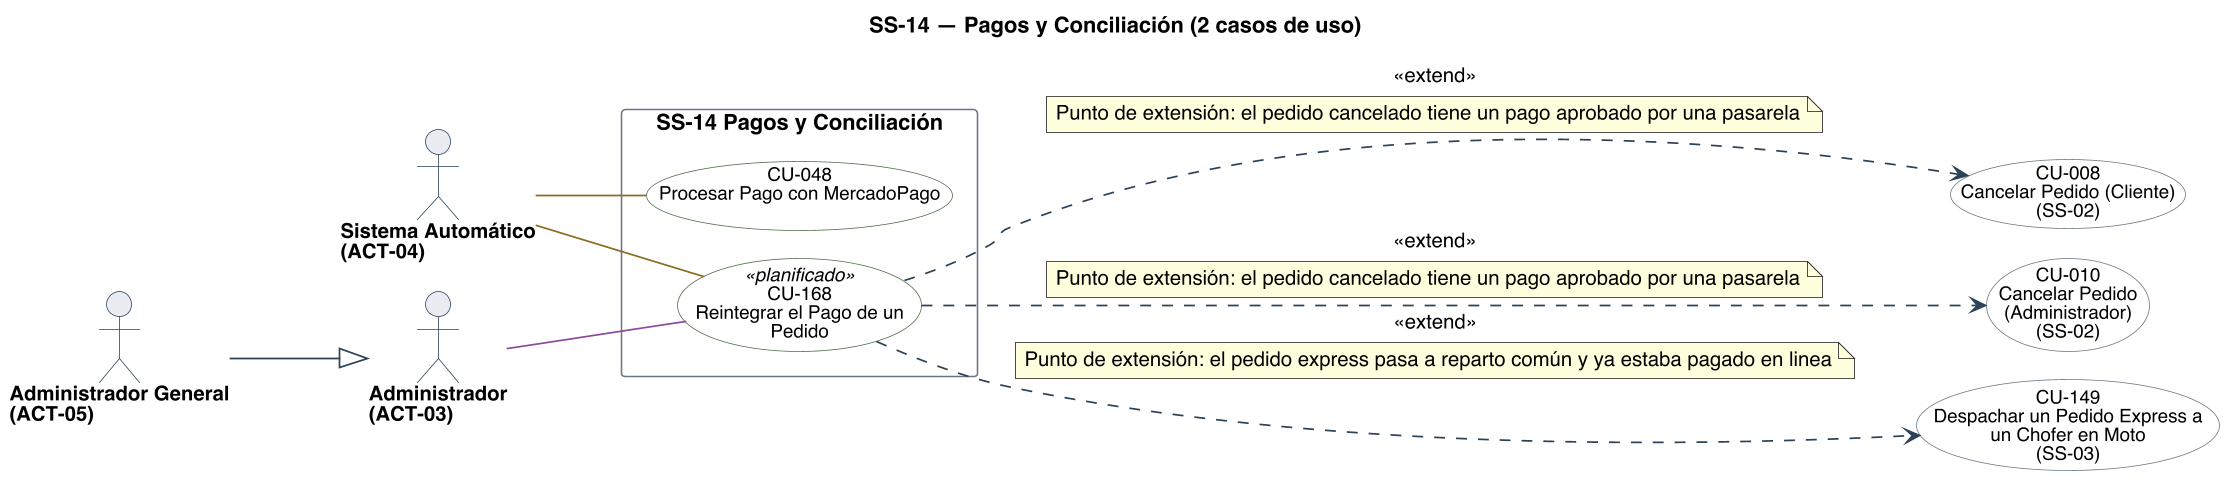 SS-14 — Pagos y Conciliación (2 casos de uso)
«extend»
Punto de extensión: el pedido cancelado tiene un pago aprobado por una pasarela
SS-14 Pagos y Conciliación
CU-048
Procesar Pago con MercadoPago
Sistema Automático
(ACT-04)
CU-008
Cancelar Pedido (Cliente)
(SS-02)
«extend»
Punto de extensión: el pedido cancelado tiene un pago aprobado por una pasarela
«planificado»
CU-168
Reintegrar el Pago de un
Pedido
CU-010
Cancelar Pedido
(Administrador)
(SS-02)
«extend»
Punto de extensión: el pedido express pasa a reparto común y ya estaba pagado en linea
Administrador General
(ACT-05)
Administrador
(ACT-03)
CU-149
Despachar un Pedido Express a
un Chofer en Moto
(SS-03)